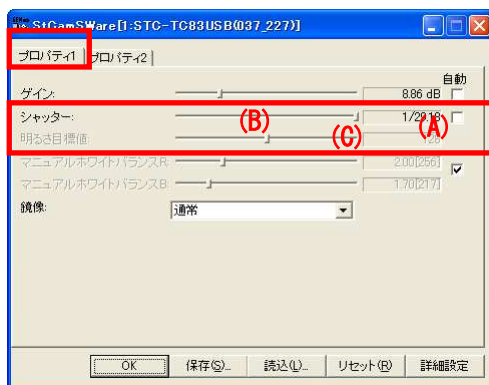 StCamSWare[1:STC-TC83USB(037_227)]
プロパティ1 プロパティ2
自動
ゲイン: 8.86 dB
シャッター: 1/29.18
(B) (C) (A)
明るさ目標値: 128
マニュアルホワイトバランスR: 2.00[256]
マニュアルホワイトバランスB: 1.70[217]
鏡像: 通常
OK 保存(S)... 読込(L)... リセット(R) 詳細設定